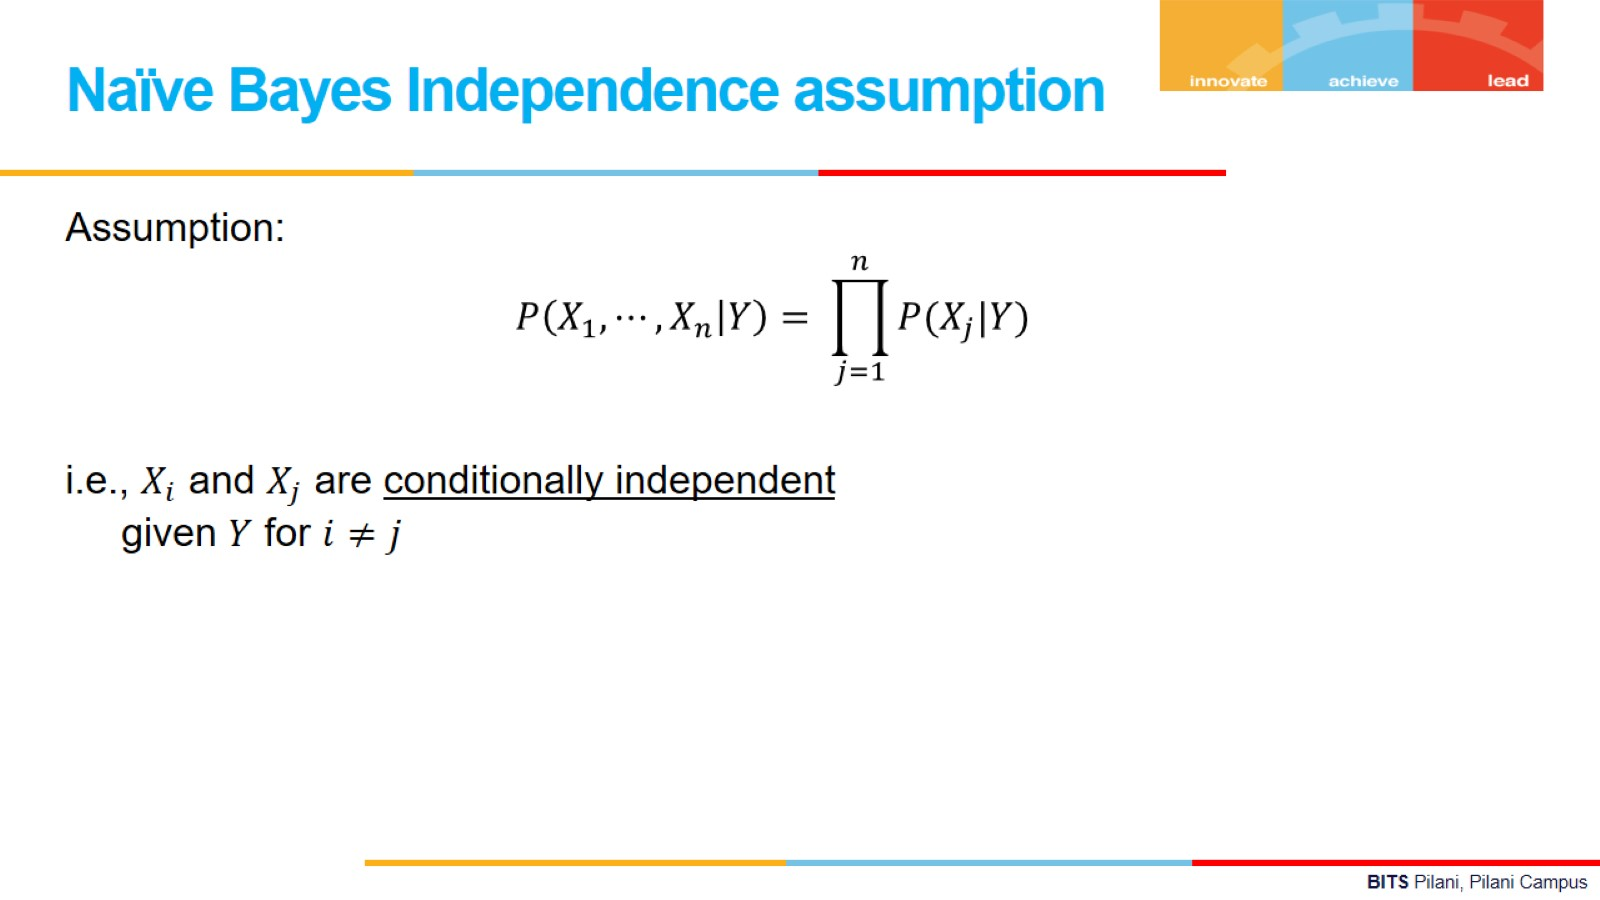 innovate achieve lead
Naïve Bayes Independence assumption
Assumption:
P(X₁, ⋯ , Xₙ|Y) = ∏ⱼ₌₁ⁿ P(Xⱼ|Y)
i.e., Xᵢ and Xⱼ are conditionally independent
given Y for i ≠ j
BITS Pilani, Pilani Campus